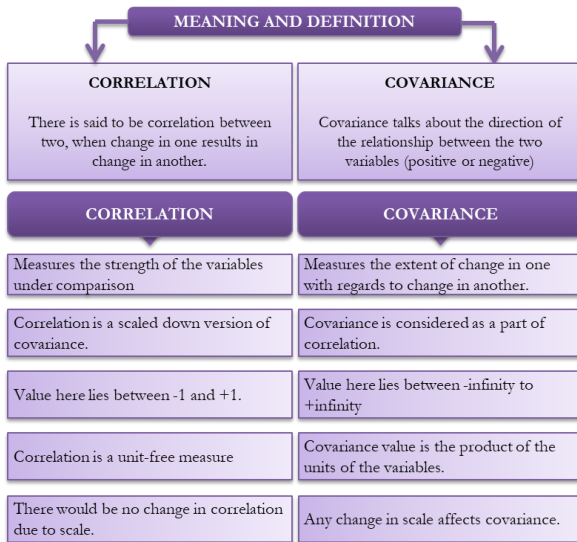 MEANING AND DEFINITION
CORRELATION
There is said to be correlation between
two, when change in one results in
change in another.
COVARIANCE
Covariance talks about the direction of
the relationship between the two
variables (positive or negative)
CORRELATION
COVARIANCE
Measures the strength of the variables
under comparison
Measures the extent of change in one
with regards to change in another.
Correlation is a scaled down version of
covariance.
Covariance is considered as a part of
correlation.
Value here lies between -1 and +1.
Value here lies between -infinity to
+infinity
Correlation is a unit-free measure
Covariance value is the product of the
units of the variables.
There would be no change in correlation
due to scale.
Any change in scale affects covariance.